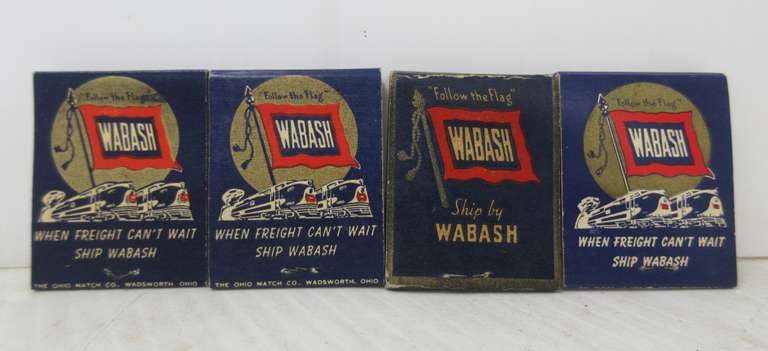 "Follow the Flag"
WABASH
WHEN FREIGHT CAN'T WAIT
SHIP WABASH
THE OHIO MATCH CO., WADSWORTH, OHIO
"Follow the Flag"
WABASH
WHEN FREIGHT CAN'T WAIT
SHIP WABASH
THE OHIO MATCH CO., WADSWORTH, OHIO
"Follow the Flag"
WABASH
Ship by
WABASH
"Follow the Flag"
WABASH
WHEN FREIGHT CAN'T WAIT
SHIP WABASH